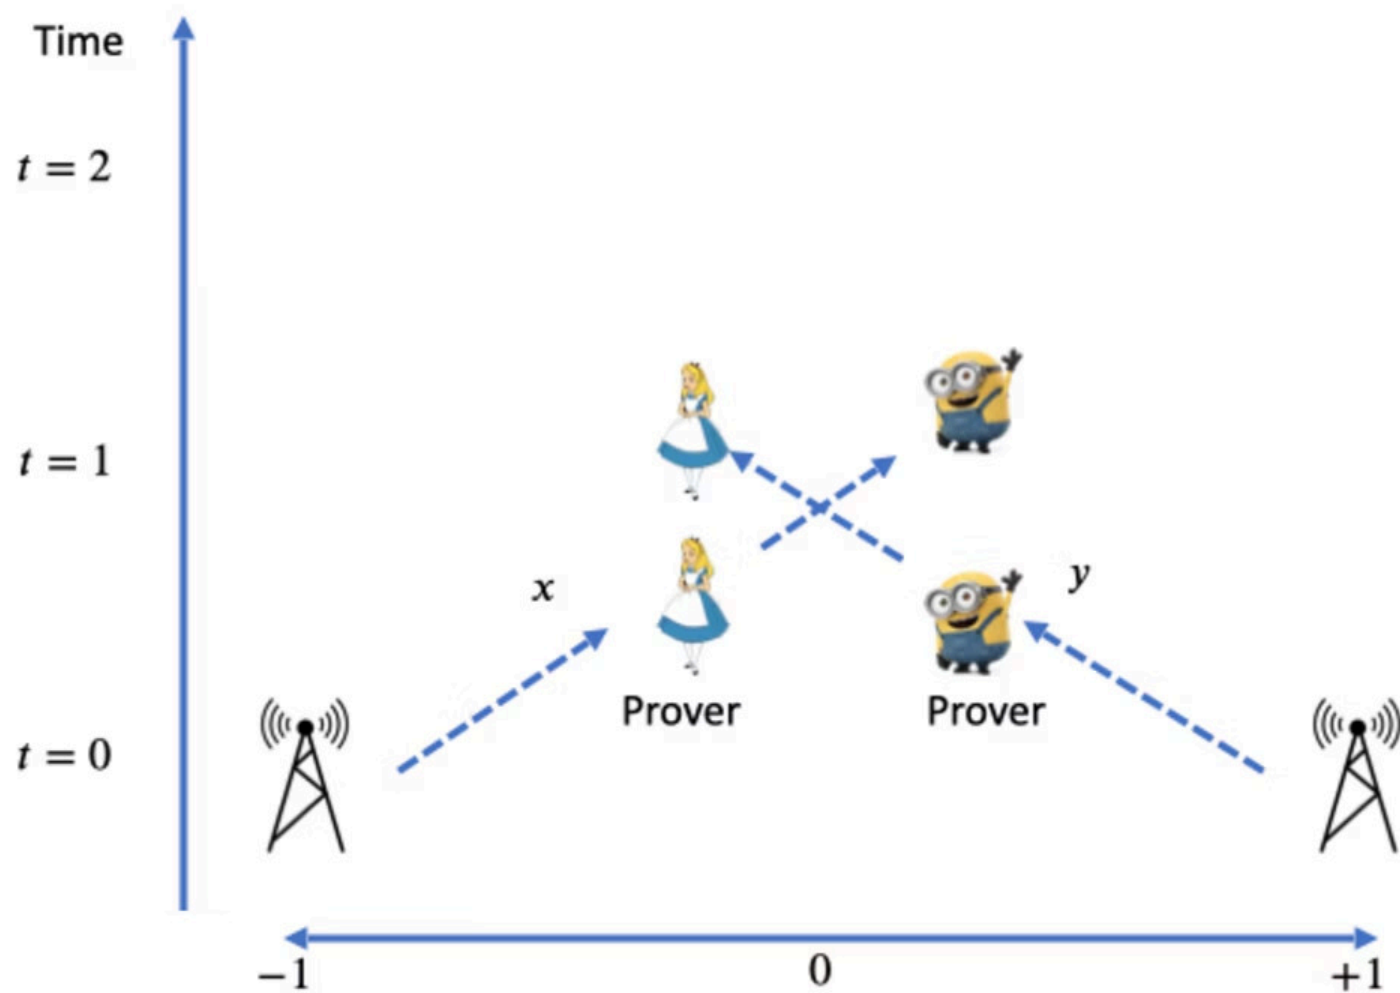 Time
t = 2
t = 1
x
y
Prover Prover
t = 0
−1 0 +1